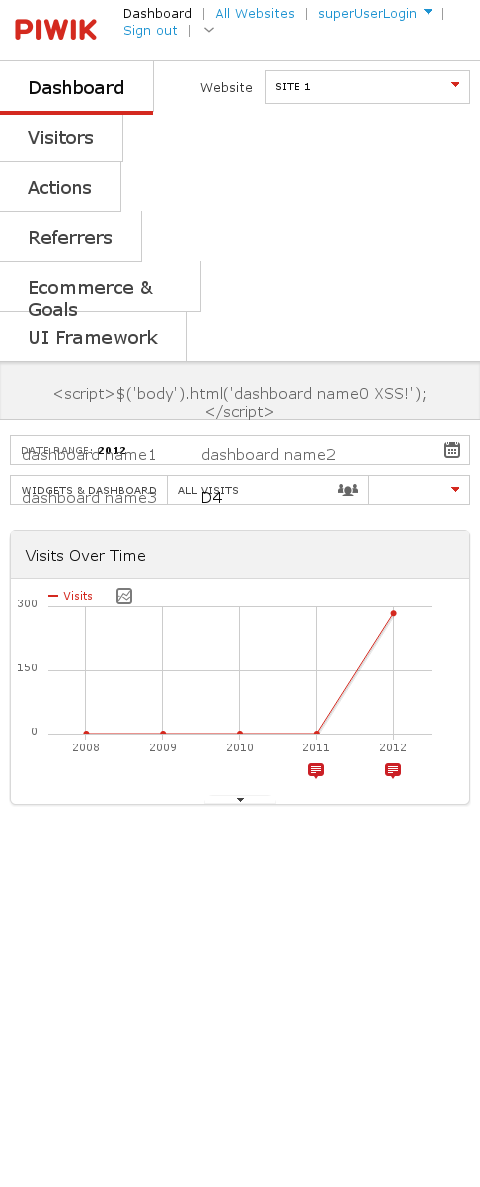 PIWIK
Dashboard | All Websites | superUserLogin |
Sign out |
Dashboard
Website
SITE 1
Visitors
Actions
Referrers
Ecommerce &
Goals
UI Framework
<script>$('body').html('dashboard name0 XSS!');
</script>
DATE RANGE: 2012
dashboard name1
dashboard name2
WIDGETS & DASHBOARD
ALL VISITS
dashboard name3
D4
Visits Over Time
Visits
300
150
0
2008 2009 2010 2011 2012